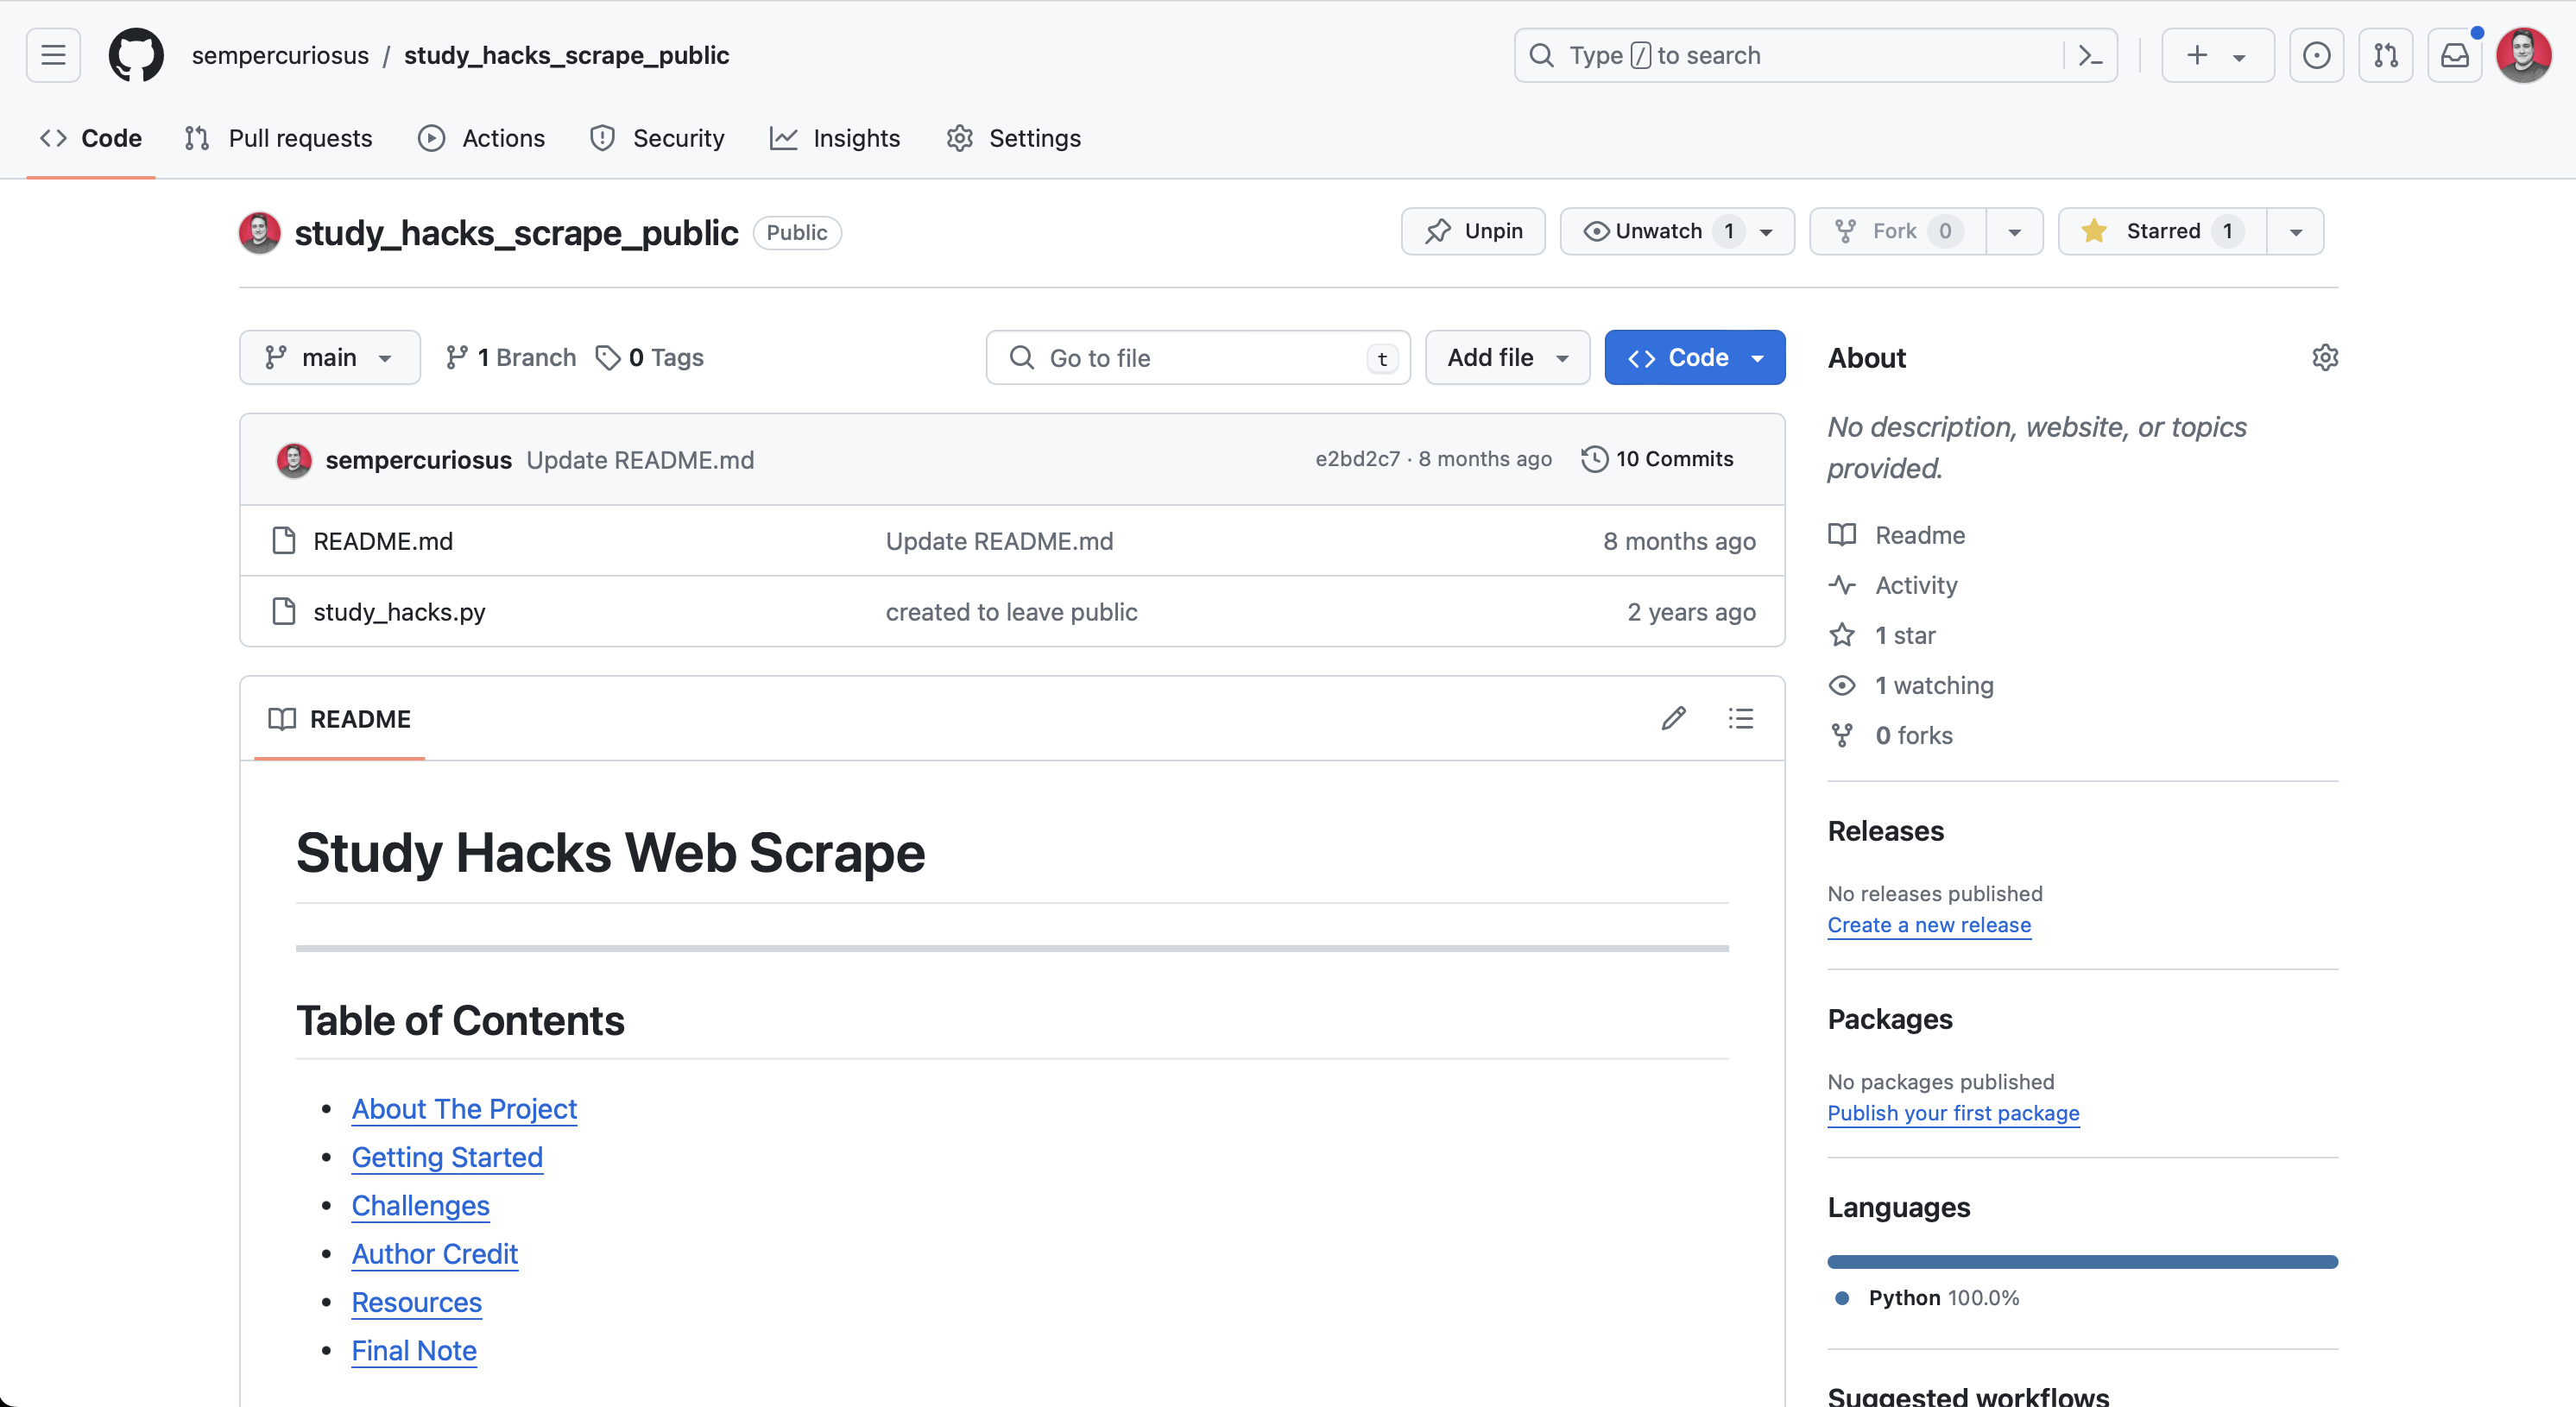 sempercuriosus / study_hacks_scrape_public
Type / to search
Code
Pull requests
Actions
Security
Insights
Settings
study_hacks_scrape_public
Public
Unpin
Unwatch 1
Fork 0
Starred 1
main
1 Branch
0 Tags
Go to file
t
Add file
Code
sempercuriosus Update README.md
e2bd2c7 · 8 months ago
10 Commits
README.md
Update README.md
8 months ago
study_hacks.py
created to leave public
2 years ago
README
Study Hacks Web Scrape
Table of Contents
• About The Project
• Getting Started
• Challenges
• Author Credit
• Resources
• Final Note
About
No description, website, or topics
provided.
Readme
Activity
1 star
1 watching
0 forks
Releases
No releases published
Create a new release
Packages
No packages published
Publish your first package
Languages
Python 100.0%
Suggested workflows